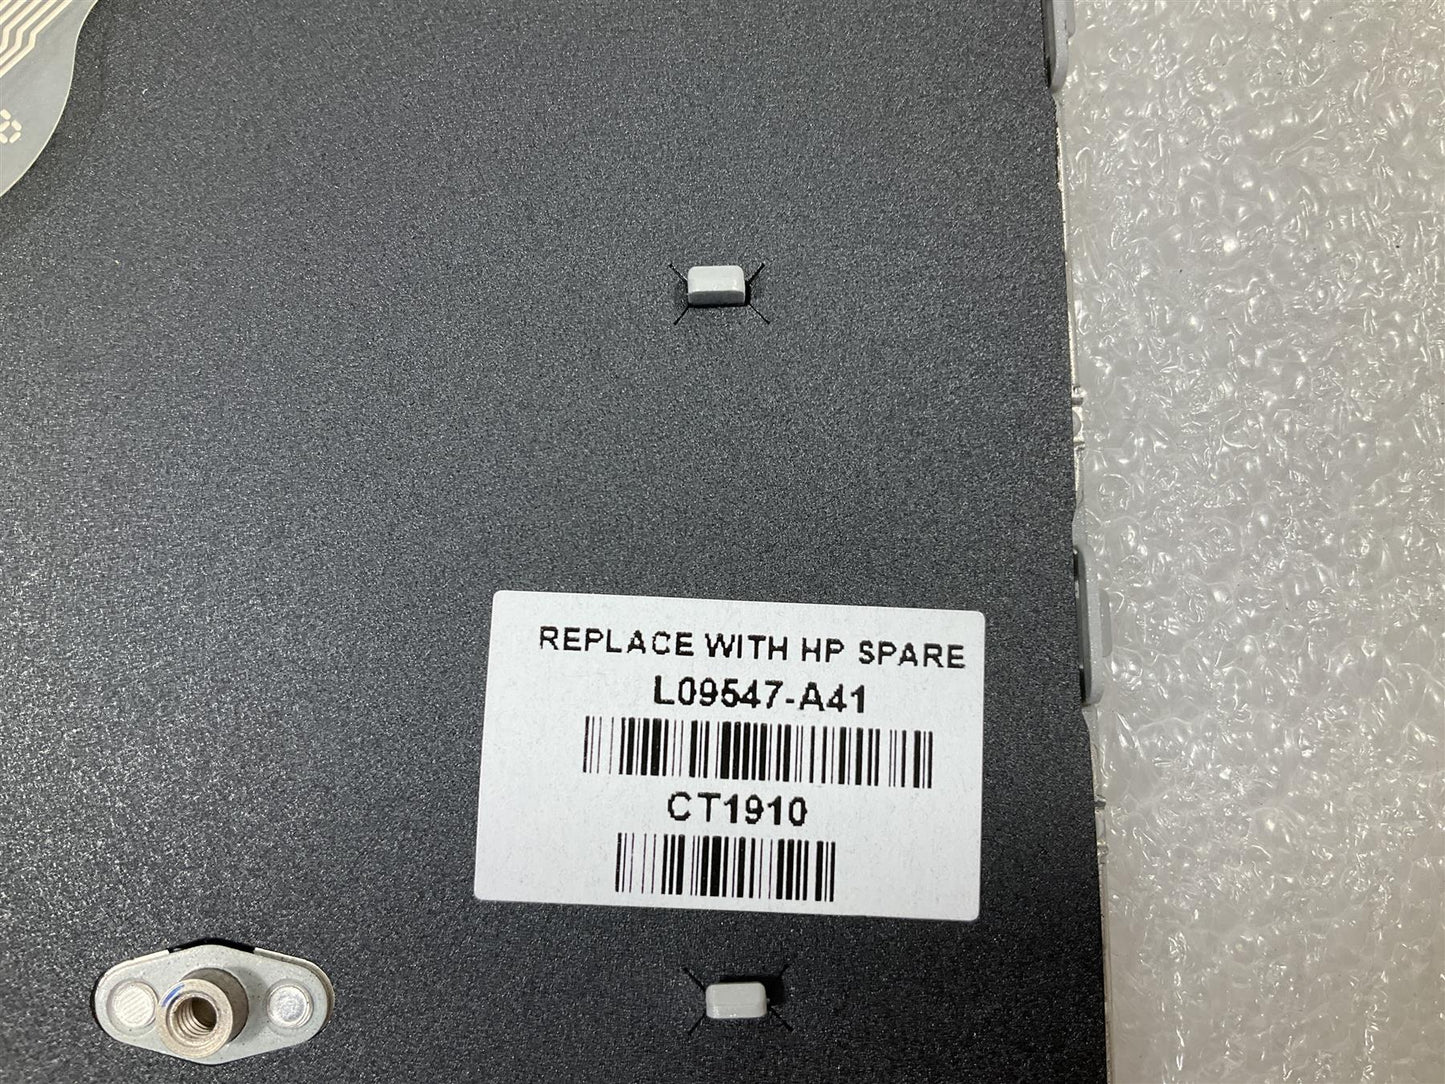 REPLACE WITH HP SPARE
L09547-A41
CT1910